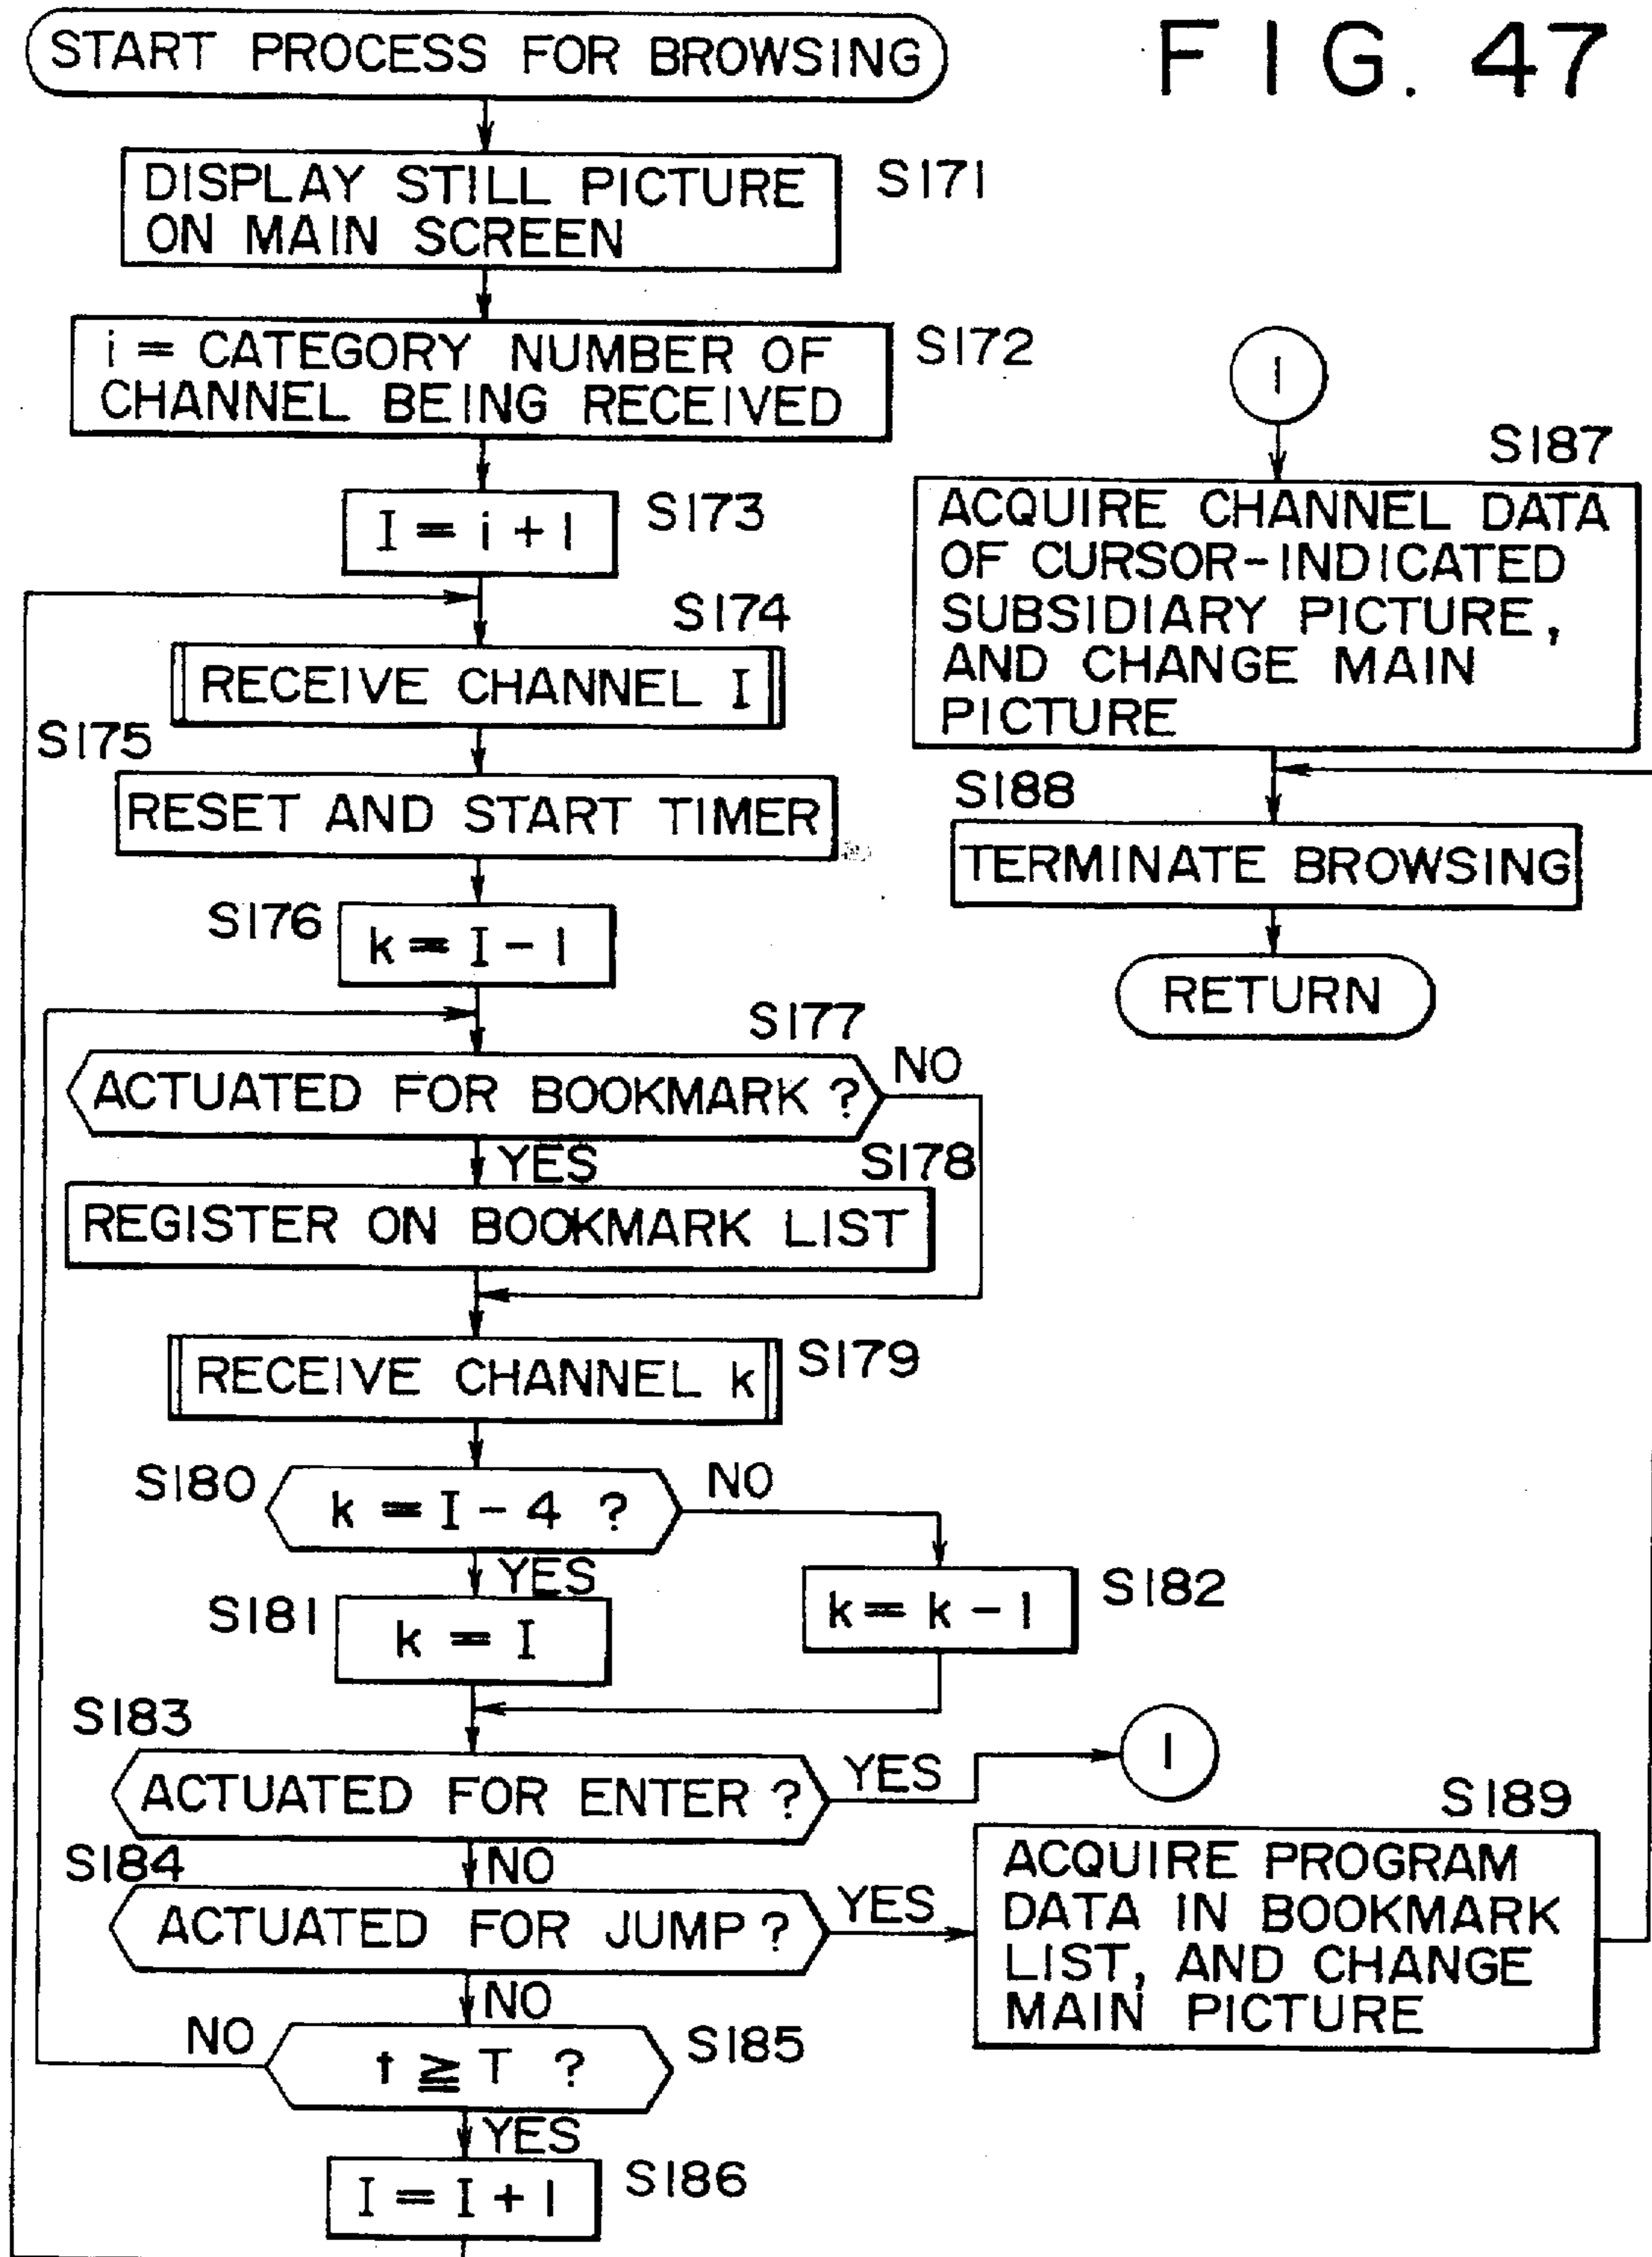 FIG. 47
START PROCESS FOR BROWSING
DISPLAY STILL PICTURE
ON MAIN SCREEN
S171
i = CATEGORY NUMBER OF
CHANNEL BEING RECEIVED
S172
I = i + 1
S173
S174
RECEIVE CHANNEL I
S175
RESET AND START TIMER
S176
k = I - 1
S177
ACTUATED FOR BOOKMARK ?
NO
YES
S178
REGISTER ON BOOKMARK LIST
RECEIVE CHANNEL k
S179
S180
k = I - 4 ?
NO
YES
S181
k = I
k = k - 1
S182
S183
ACTUATED FOR ENTER ?
YES
1
NO
S184
ACTUATED FOR JUMP ?
YES
S189
ACQUIRE PROGRAM
DATA IN BOOKMARK
LIST, AND CHANGE
MAIN PICTURE
NO
NO
t ≧ T ?
S185
YES
I = I + 1
S186
1
S187
ACQUIRE CHANNEL DATA
OF CURSOR-INDICATED
SUBSIDIARY PICTURE,
AND CHANGE MAIN
PICTURE
S188
TERMINATE BROWSING
RETURN